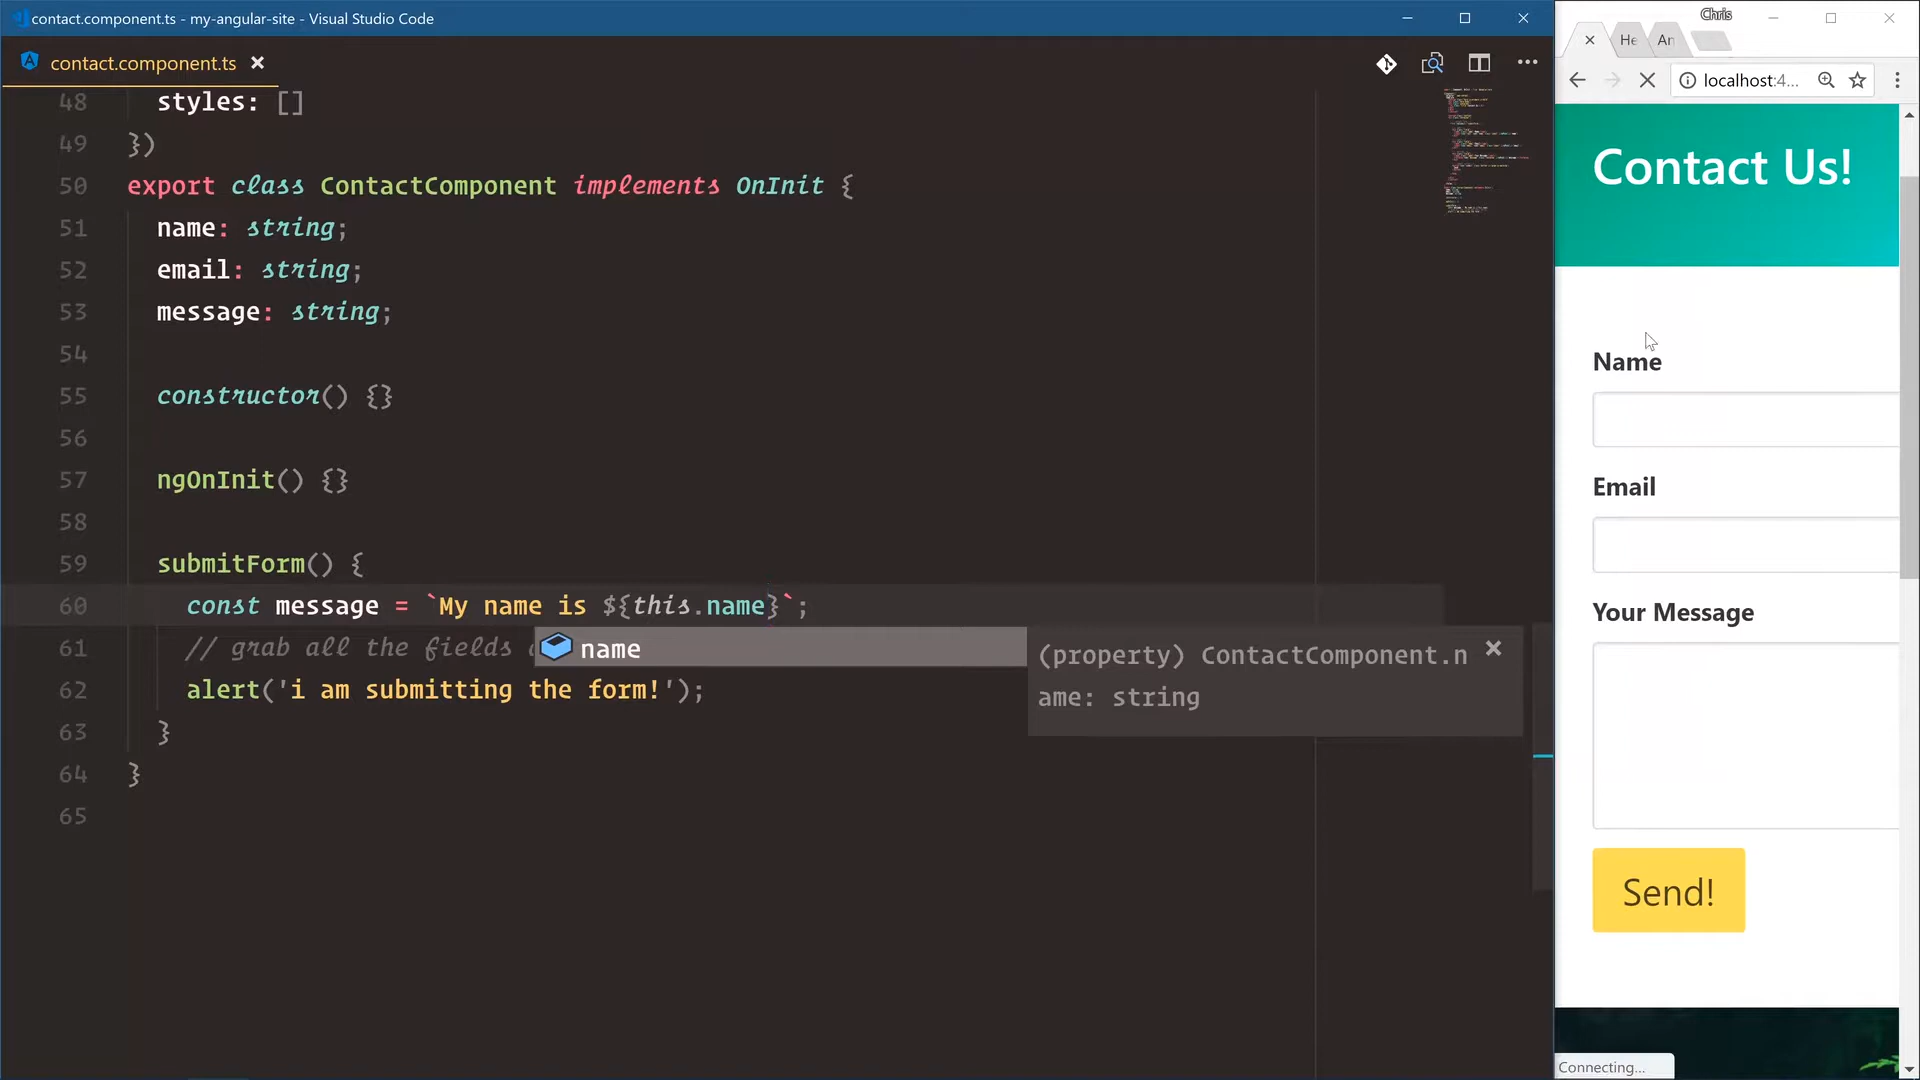 contact.component.ts - my-angular-site - Visual Studio Code
contact.component.ts
48 styles: []
49 })
50 export class ContactComponent implements OnInit {
51 name: string;
52 email: string;
53 message: string;
54
55 constructor() {}
56
57 ngOnInit() {}
58
59 submitForm() {
60 const message = `My name is ${this.name}`;
61 // grab all the fields
62 alert('i am submitting the form!');
63 }
64 }
65
name
(property) ContactComponent.n
ame: string
Chris
He
An
localhost:4...
Contact Us!
Name
Email
Your Message
Send!
Connecting...